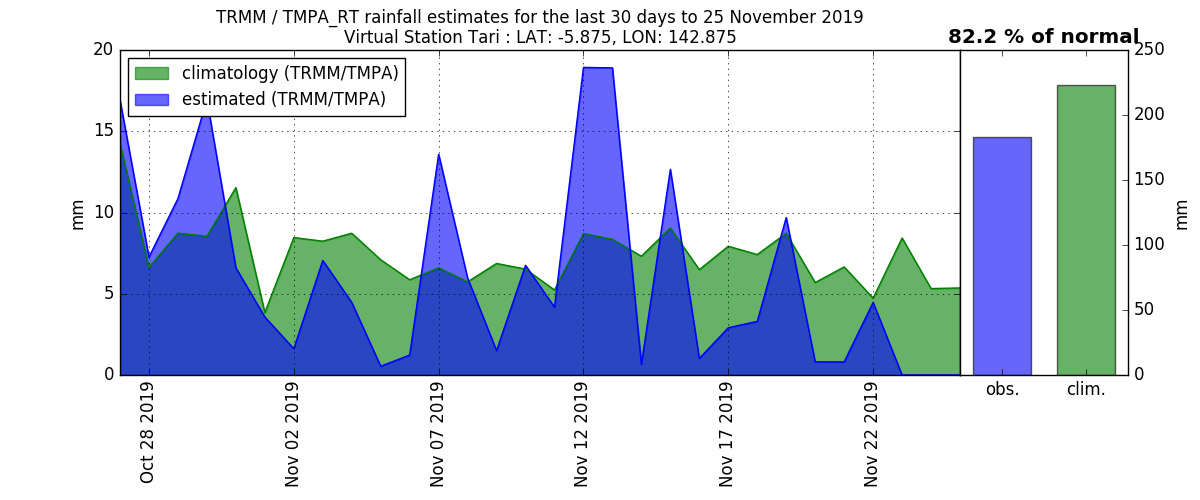 TRMM / TMPA_RT rainfall estimates for the last 30 days to 25 November 2019
Virtual Station Tari : LAT: -5.875, LON: 142.875
82.2 % of normal
climatology (TRMM/TMPA)
estimated (TRMM/TMPA)
20
15
10
5
0
mm
Oct 28 2019
Nov 02 2019
Nov 07 2019
Nov 12 2019
Nov 17 2019
Nov 22 2019
250
200
150
100
50
0
mm
obs.
clim.